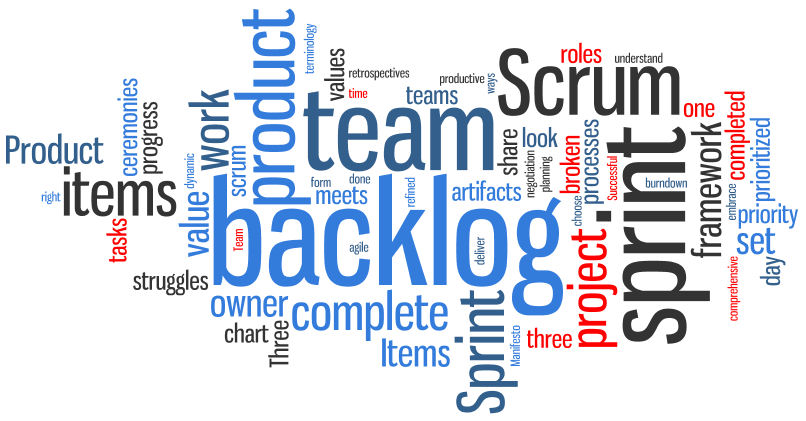 product
terminology
values
retrospectives
time
productive
ways
teams
Scrum
roles
understand
one
completed
prioritized
Product
ceremonies
progress
work
scrum
team
share
look
negotiation
planning
broken
processes
Successful
framework
burndown
embrace
priority
set
day
comprehensive
right
items
dynamic
value
tasks
Team
form
done
meets
refined
artifacts
choose
sprint
struggles
backlog
agile
deliver
project.
owner
complete
chart
Three
Items
Sprint
Manifesto
three